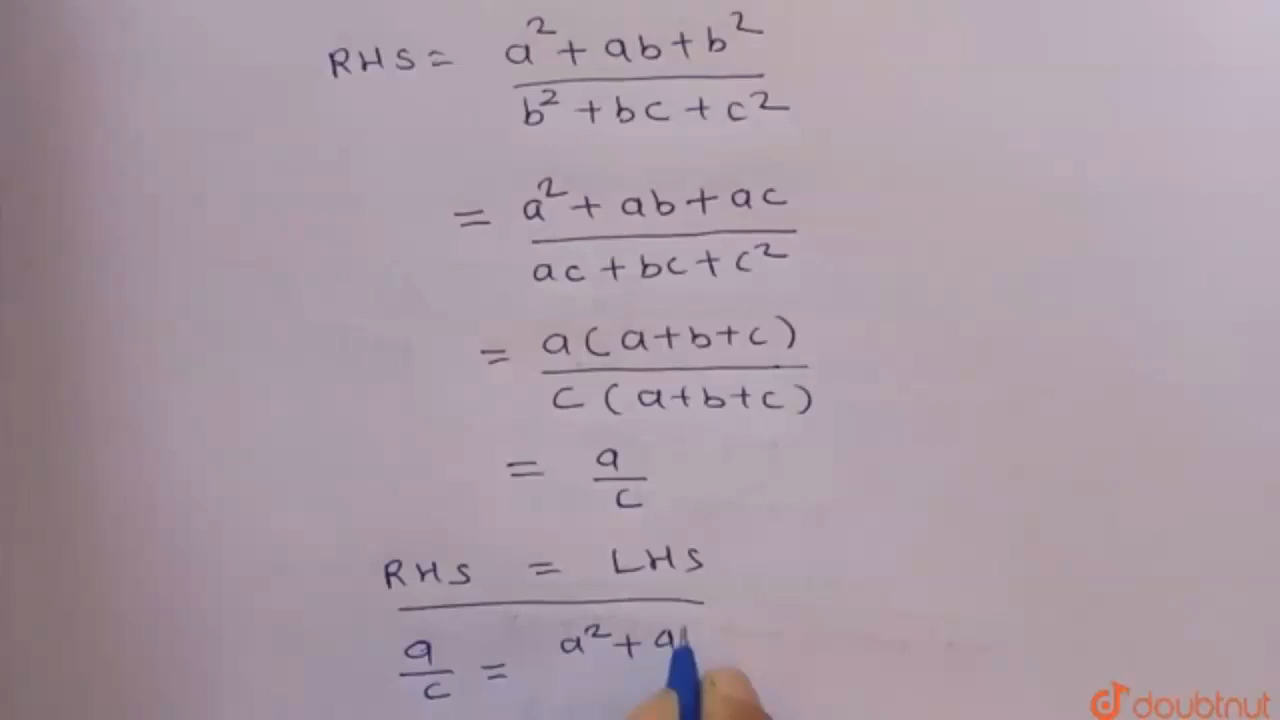 RHS = a² + ab + b² / b² + bc + c²
= a² + ab + ac / ac + bc + c²
= a(a+b+c) / c(a+b+c)
= a/c
RHS = LHS
a/c = a² + a
doubtnut